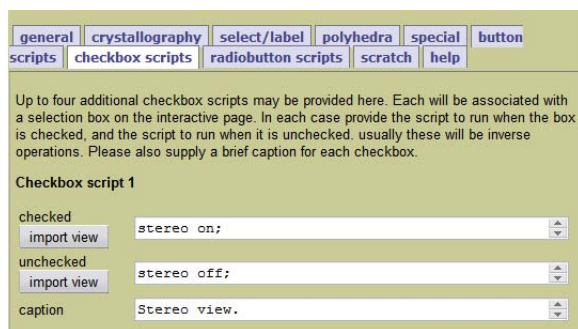 general crystallography select/label polyhedra special button
scripts checkbox scripts radiobutton scripts scratch help
Up to four additional checkbox scripts may be provided here. Each will be associated with
a selection box on the interactive page. In each case provide the script to run when the box
is checked, and the script to run when it is unchecked. usually these will be inverse
operations. Please also supply a brief caption for each checkbox.
Checkbox script 1
checked
import view
stereo on;
unchecked
import view
stereo off;
caption
Stereo view.